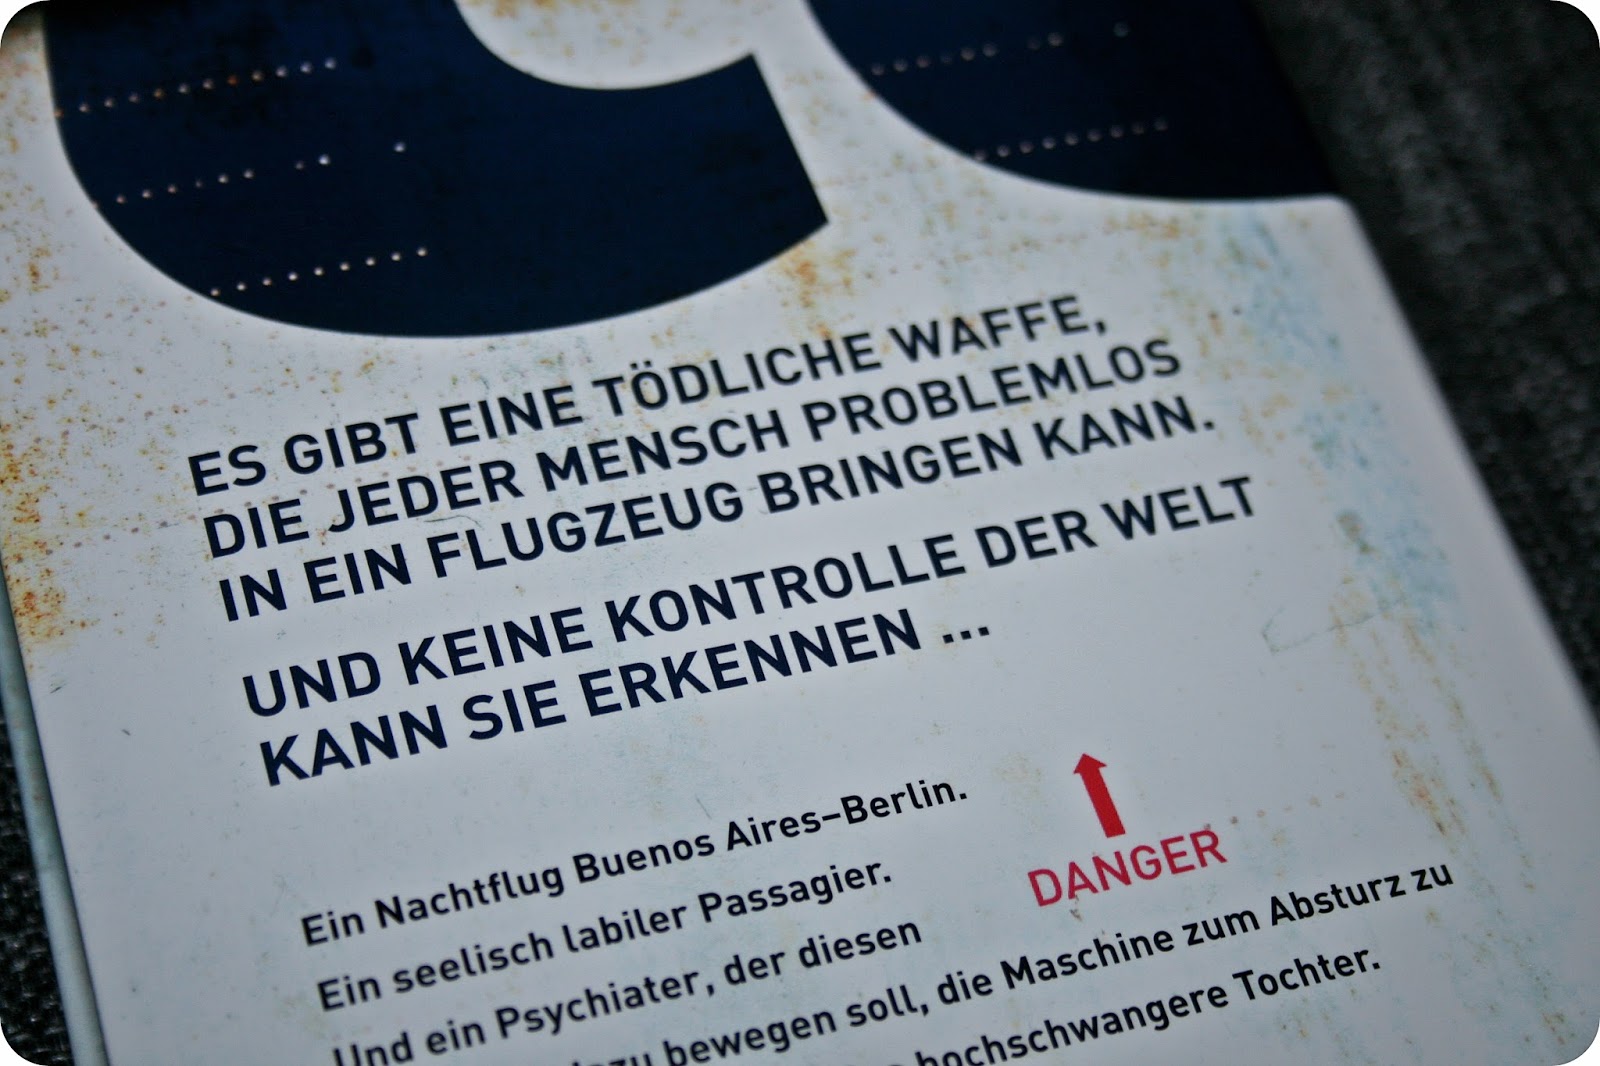 ES GIBT EINE TÖDLICHE WAFFE,
DIE JEDER MENSCH PROBLEMLOS
IN EIN FLUGZEUG BRINGEN KANN.
UND KEINE KONTROLLE DER WELT
KANN SIE ERKENNEN ...
DANGER
Ein Nachtflug Buenos Aires–Berlin.
Ein seelisch labiler Passagier.
Und ein Psychiater, der diesen
dazu bewegen soll, die Maschine zum Absturz zu
hochschwangere Tochter.